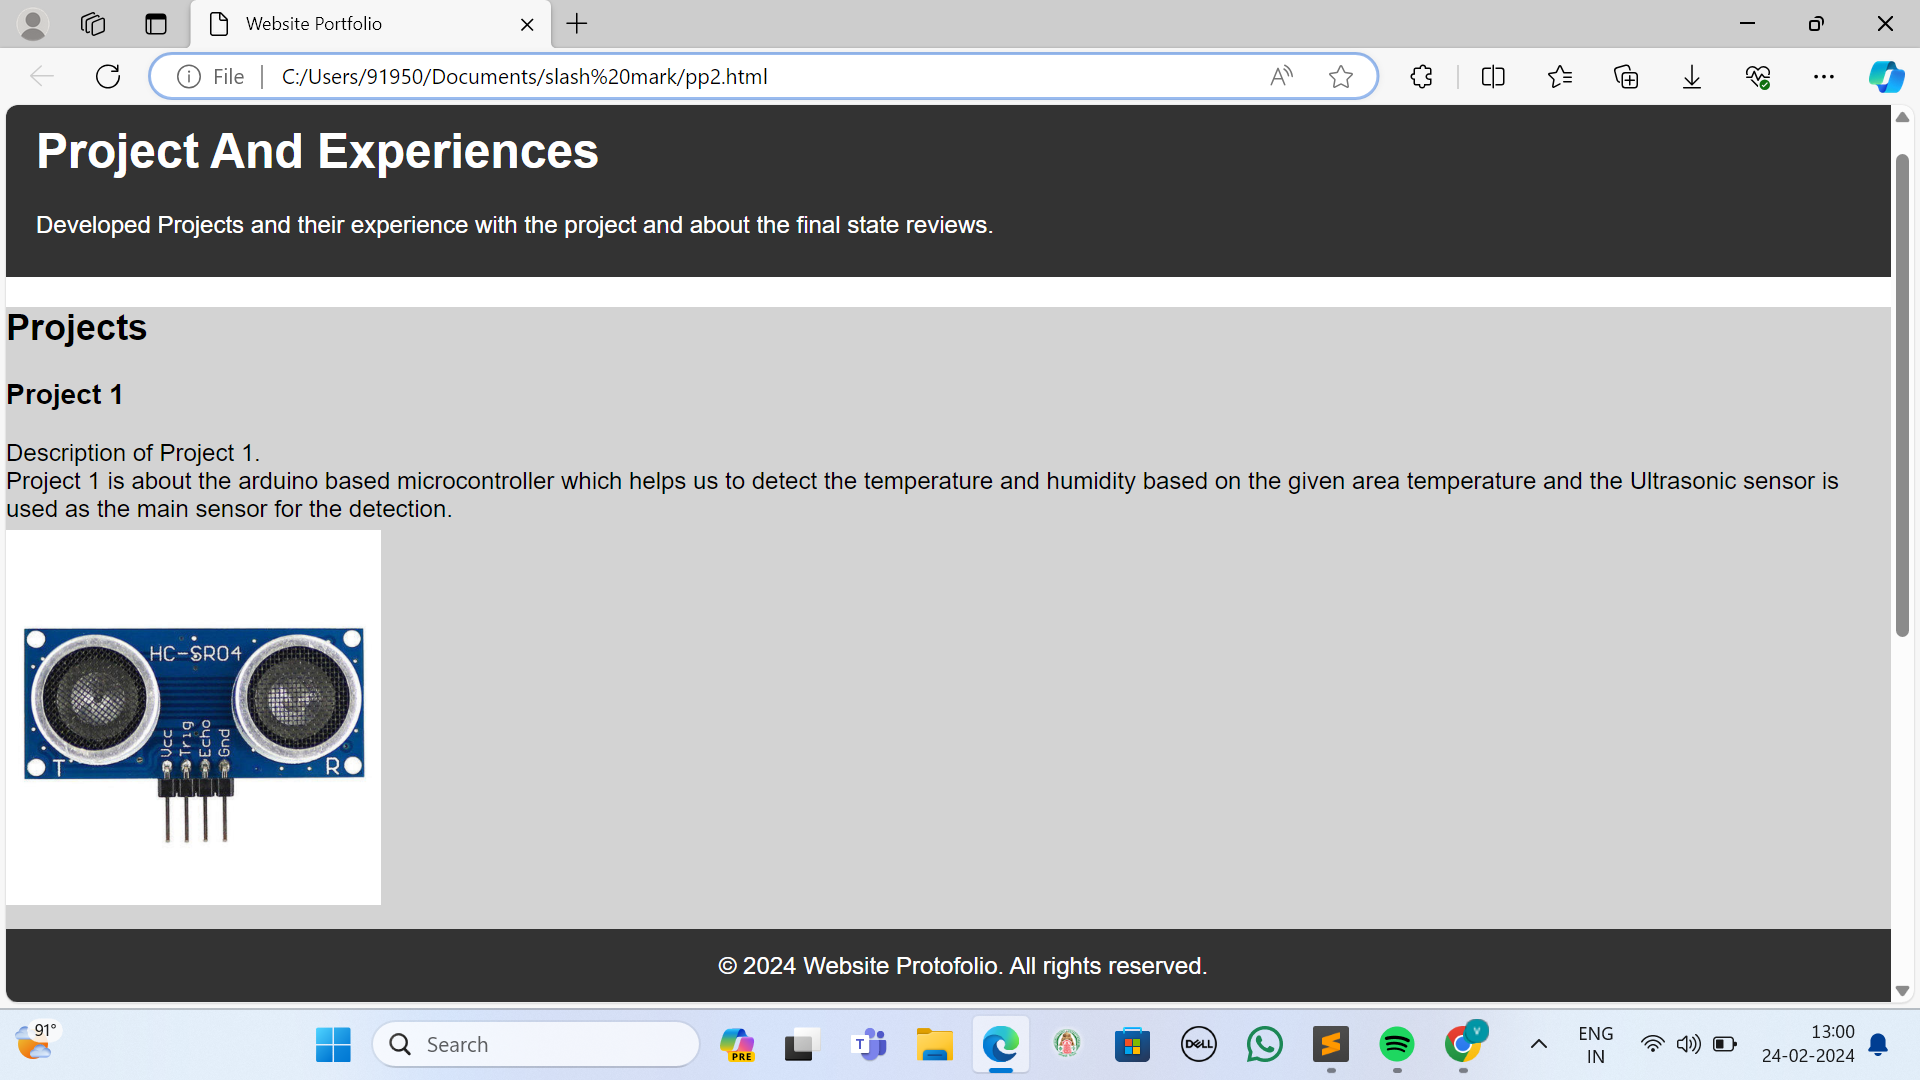 Website Portfolio
File
C:/Users/91950/Documents/slash%20mark/pp2.html
Project And Experiences
Developed Projects and their experience with the project and about the final state reviews.
Projects
Project 1
Description of Project 1.
Project 1 is about the arduino based microcontroller which helps us to detect the temperature and humidity based on the given area temperature and the Ultrasonic sensor is
used as the main sensor for the detection.
HC-SR04
Vcc
Trig
Echo
Gnd
T
R
© 2024 Website Protofolio. All rights reserved.
91°
Search
PRE
T
DELL
V
ENG
IN
13:00
24-02-2024